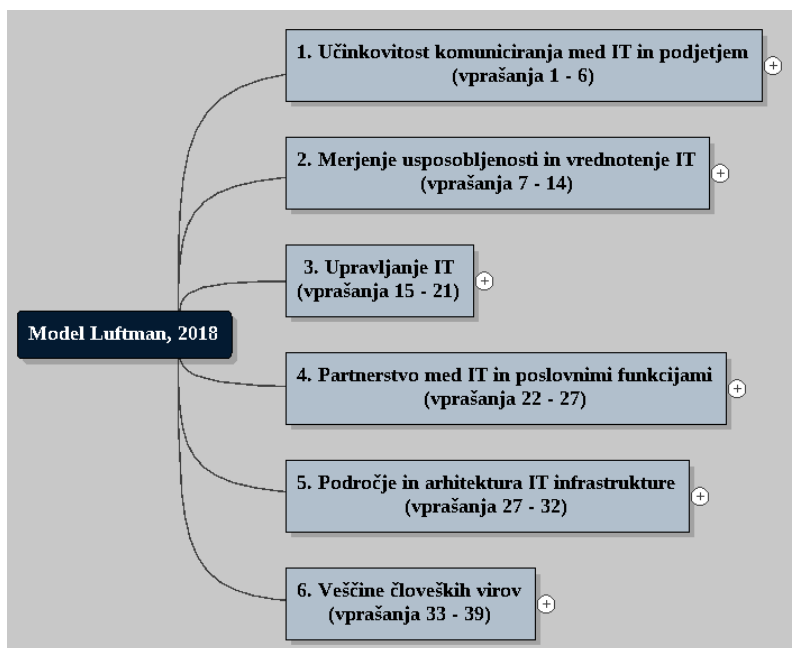 1. Učinkovitost komuniciranja med IT in podjetjem
(vprašanja 1 - 6)
2. Merjenje usposobljenosti in vrednotenje IT
(vprašanja 7 - 14)
3. Upravljanje IT
(vprašanja 15 - 21)
Model Luftman, 2018
4. Partnerstvo med IT in poslovnimi funkcijami
(vprašanja 22 - 27)
5. Področje in arhitektura IT infrastrukture
(vprašanja 27 - 32)
6. Veščine človeških virov
(vprašanja 33 - 39)